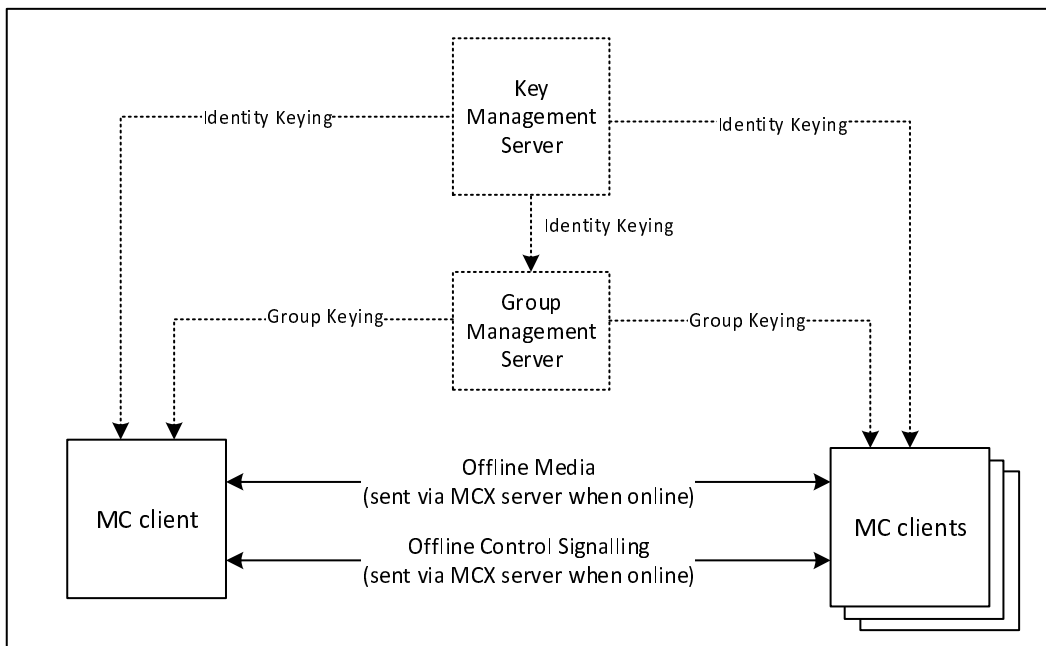 Key
Management
Server
Identity Keying
Identity Keying
Identity Keying
Group
Management
Server
Group Keying
Group Keying
MC client
Offline Media
(sent via MCX server when online)
Offline Control Signalling
(sent via MCX server when online)
MC clients